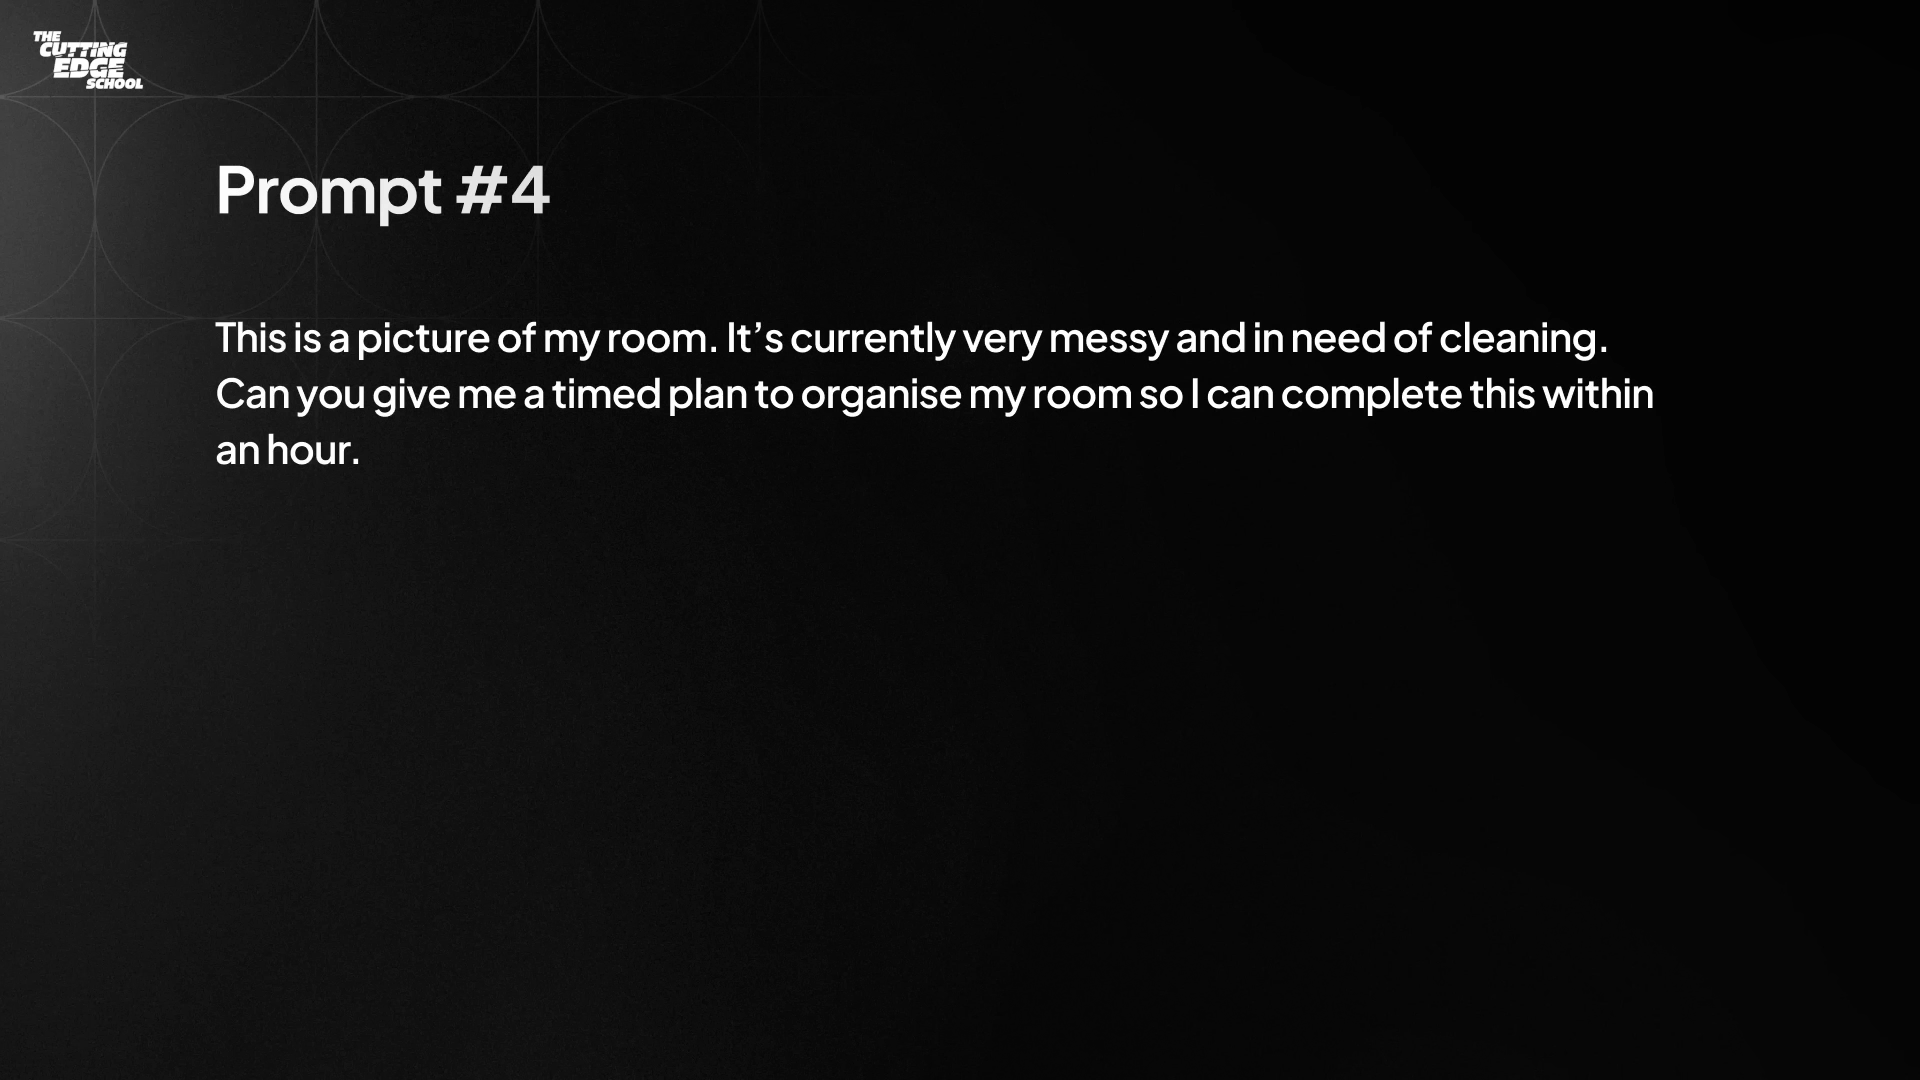 THE
CUTTING
EDGE
SCHOOL
Prompt #4
This is a picture of my room. It’s currently very messy and in need of cleaning.
Can you give me a timed plan to organise my room so I can complete this within
an hour.